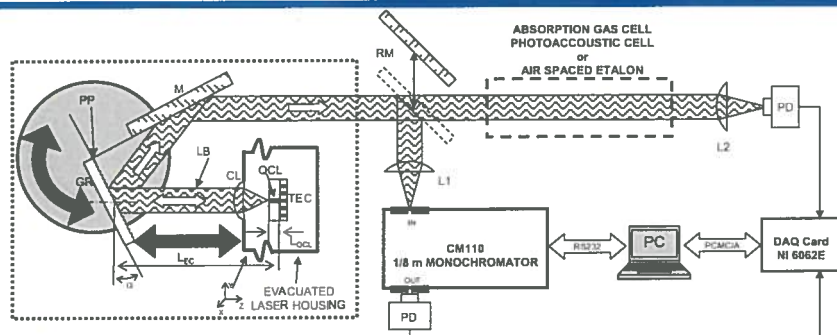 ABSORPTION GAS CELL
PHOTOACCOUSTIC CELL
or
AIR SPACED ETALON
RM
M
PP
PD
LB
CL
QCL
L2
GR
TEC
L1
IN
LQCL
CM110
1/8 m MONOCHROMATOR
RS232
PC
PCMCIA
DAQ Card
NI 6062E
LEC
OUT
α
Y
X
Z
EVACUATED
LASER HOUSING
PD